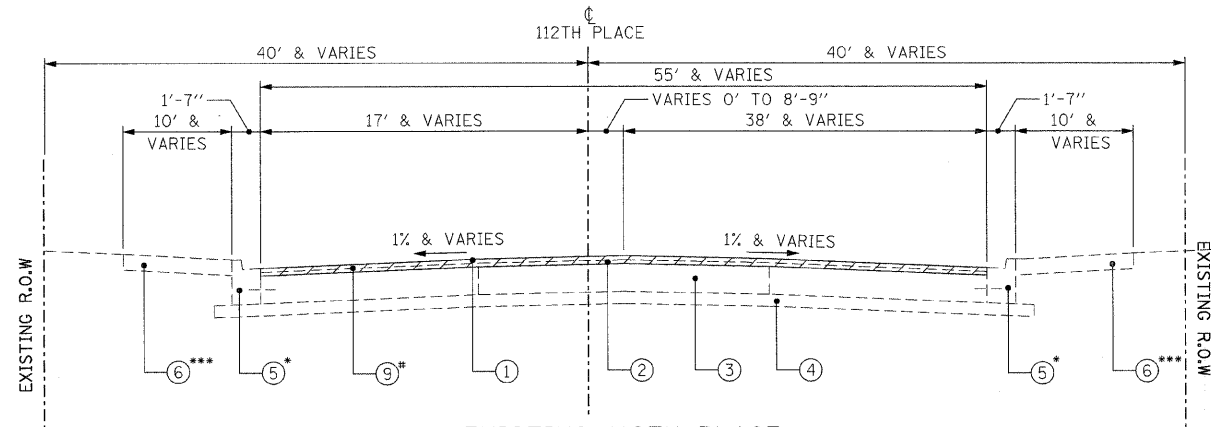 ℄
112TH PLACE
40' & VARIES
40' & VARIES
55' & VARIES
1'-7"
VARIES 0' TO 8'-9"
1'-7"
10' &
VARIES
17' & VARIES
38' & VARIES
10' &
VARIES
1% & VARIES
1% & VARIES
EXISTING R.O.W
EXISTING R.O.W
6***
5*
9#
1
2
3
4
5*
6***